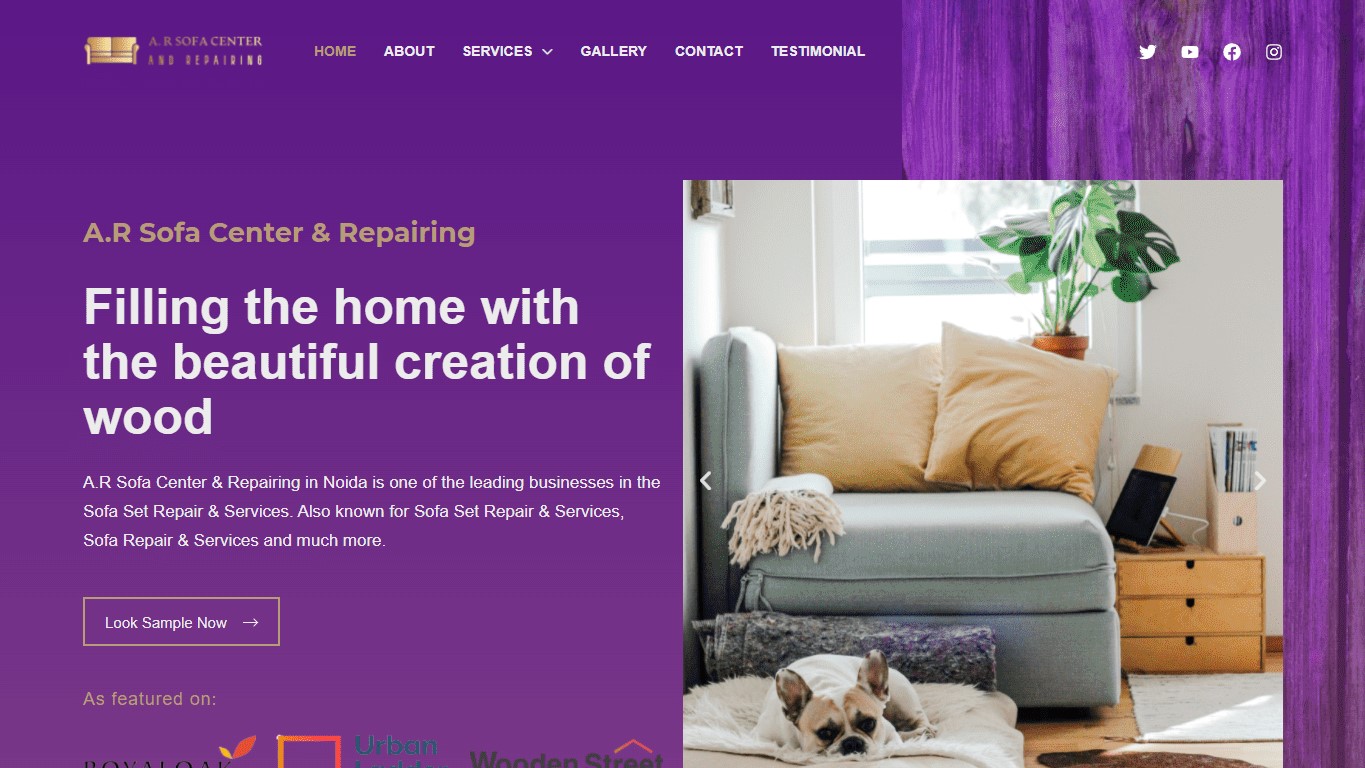 A. R SOFA CENTER
AND REPAIRING
HOME ABOUT SERVICES GALLERY CONTACT TESTIMONIAL
A.R Sofa Center & Repairing
Filling the home with
the beautiful creation of
wood
A.R Sofa Center & Repairing in Noida is one of the leading businesses in the
Sofa Set Repair & Services. Also known for Sofa Set Repair & Services,
Sofa Repair & Services and much more.
Look Sample Now
As featured on:
ROYALOAK
Urban
Ladder
Wooden Street